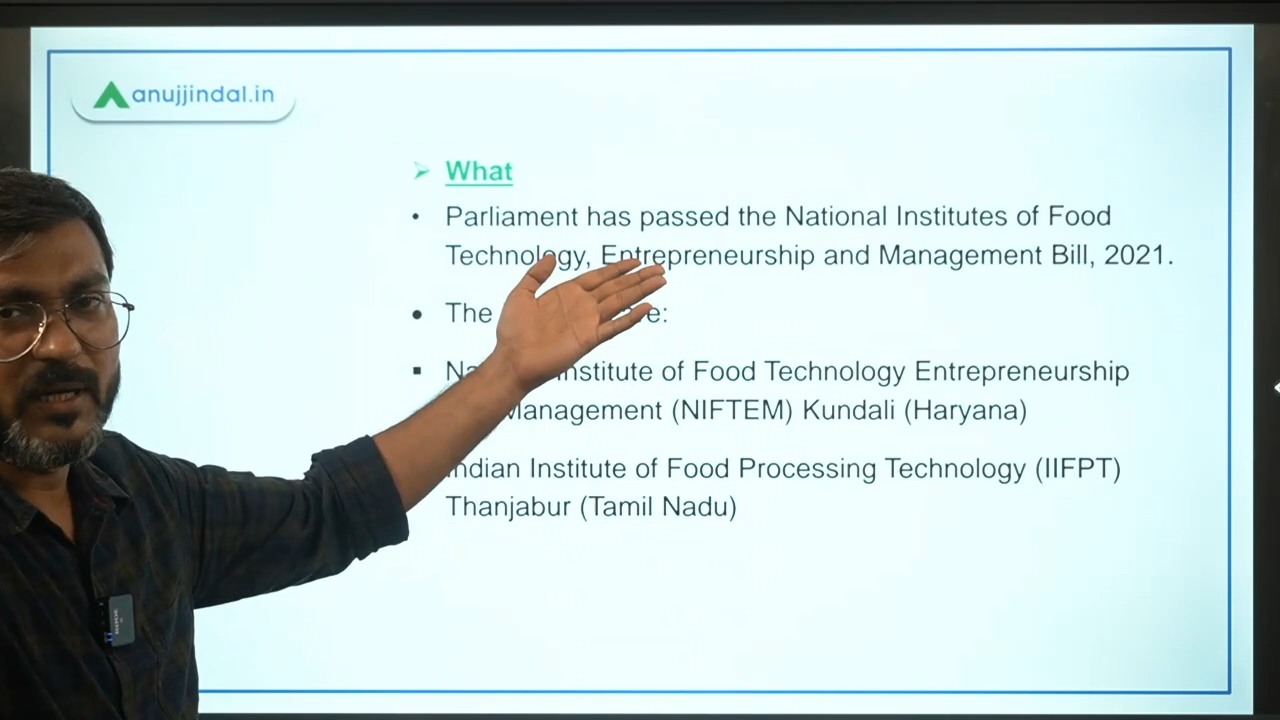 anujjindal.in
What
Parliament has passed the National Institutes of Food
Technology, Entrepreneurship and Management Bill, 2021.
The
Institute of Food Technology Entrepreneurship
Management (NIFTEM) Kundali (Haryana)
Indian Institute of Food Processing Technology (IIFPT)
Thanjabur (Tamil Nadu)